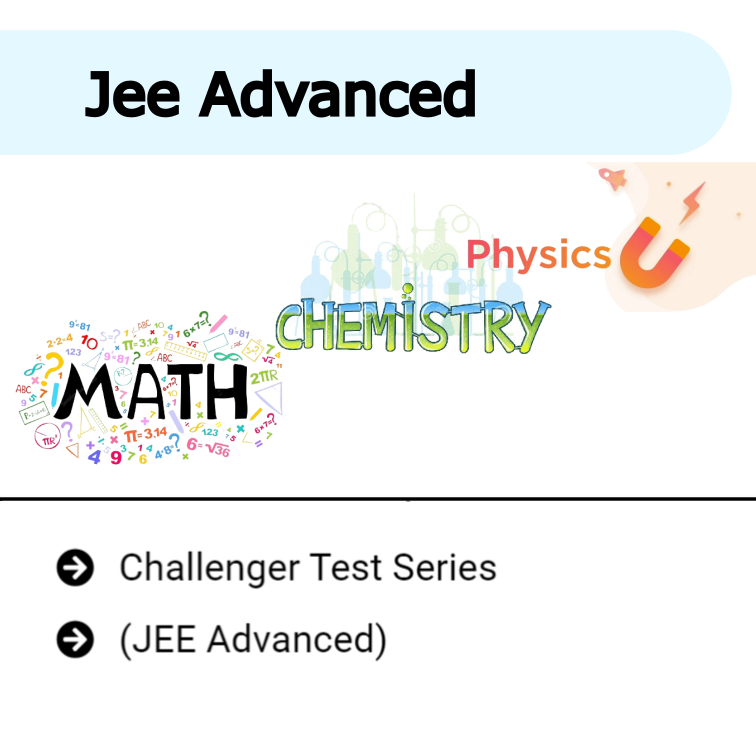 Jee Advanced
Physics
CHEMISTRY
MATH
Challenger Test Series
(JEE Advanced)